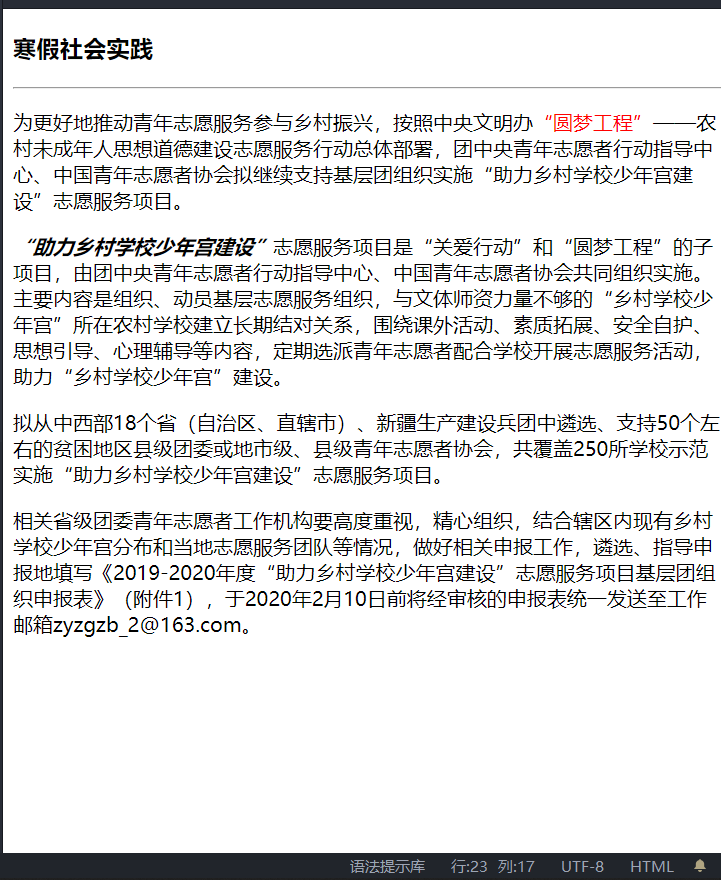 寒假社会实践
为更好地推动青年志愿服务参与乡村振兴，按照中央文明办“圆梦工程”——农
村未成年人思想道德建设志愿服务行动总体部署，团中央青年志愿者行动指导中
心、中国青年志愿者协会拟继续支持基层团组织实施“助力乡村学校少年宫建
设”志愿服务项目。
“助力乡村学校少年宫建设”志愿服务项目是“关爱行动”和“圆梦工程”的子
项目，由团中央青年志愿者行动指导中心、中国青年志愿者协会共同组织实施。
主要内容是组织、动员基层志愿服务组织，与文体师资力量不够的“乡村学校少
年宫”所在农村学校建立长期结对关系，围绕课外活动、素质拓展、安全自护、
思想引导、心理辅导等内容，定期选派青年志愿者配合学校开展志愿服务活动，
助力“乡村学校少年宫”建设。
拟从中西部18个省（自治区、直辖市）、新疆生产建设兵团中遴选、支持50个左
右的贫困地区县级团委或地市级、县级青年志愿者协会，共覆盖250所学校示范
实施“助力乡村学校少年宫建设”志愿服务项目。
相关省级团委青年志愿者工作机构要高度重视，精心组织，结合辖区内现有乡村
学校少年宫分布和当地志愿服务团队等情况，做好相关申报工作，遴选、指导申
报地填写《2019-2020年度“助力乡村学校少年宫建设”志愿服务项目基层团组
织申报表》（附件1），于2020年2月10日前将经审核的申报表统一发送至工作
邮箱zyzgzb_2@163.com。
语法提示库 行:23 列:17 UTF-8 HTML